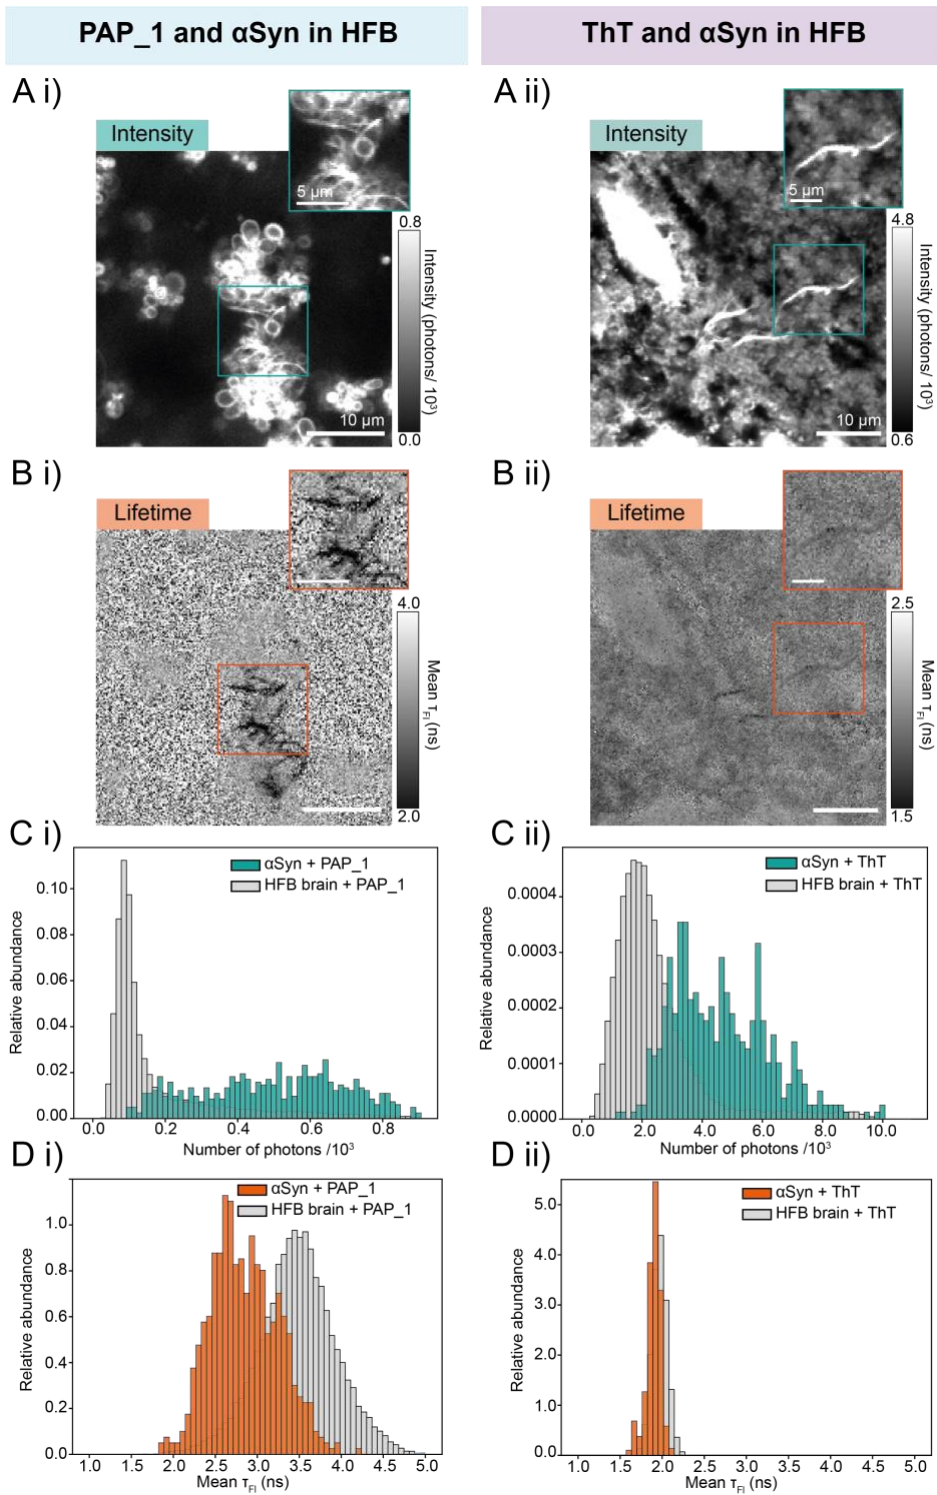 PAP_1 and αSyn in HFB
ThT and αSyn in HFB
A i)
Intensity
5 µm
10 µm
0.8
Intensity (photons/ 10³)
0.0
A ii)
Intensity
5 µm
10 µm
4.8
Intensity (photons/ 10³)
0.6
B i)
Lifetime
4.0
Mean τFl (ns)
2.0
B ii)
Lifetime
2.5
Mean τFl (ns)
1.5
C i)
αSyn + PAP_1
HFB brain + PAP_1
Relative abundance
0.10
0.08
0.06
0.04
0.02
0.00
0.0 0.2 0.4 0.6 0.8
Number of photons /10³
C ii)
αSyn + ThT
HFB brain + ThT
Relative abundance
0.0004
0.0003
0.0002
0.0001
0.0000
0.0 2.0 4.0 6.0 8.0 10.0
Number of photons /10³
D i)
αSyn + PAP_1
HFB brain + PAP_1
Relative abundance
1.0
0.8
0.6
0.4
0.2
0.0
1.0 1.5 2.0 2.5 3.0 3.5 4.0 4.5 5.0
Mean τFl (ns)
D ii)
αSyn + ThT
HFB brain + ThT
Relative abundance
5.0
4.0
3.0
2.0
1.0
0.0
1.0 1.5 2.0 2.5 3.0 3.5 4.0 4.5 5.0
Mean τFl (ns)